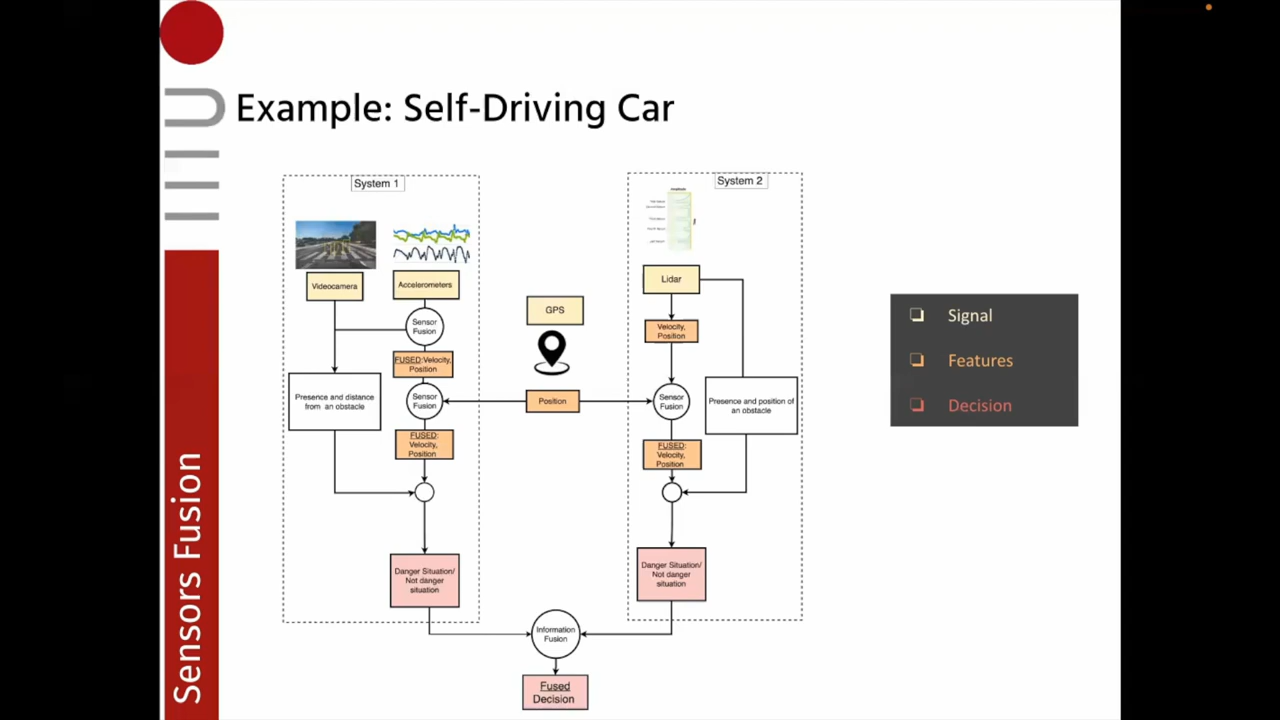 Example: Self-Driving Car
System 1
Videocamera
Accelerometers
Sensor
Fusion
FUSED:Velocity,
Position
Presence and distance
from an obstacle
Sensor
Fusion
FUSED:
Velocity,
Position
Danger Situation/
Not danger
situation
GPS
Position
System 2
Lidar
Velocity,
Position
Sensor
Fusion
Presence and position of
an obstacle
FUSED:
Velocity,
Position
Danger Situation/
Not danger
situation
Information
Fusion
Fused
Decision
Signal
Features
Decision
Sensors Fusion